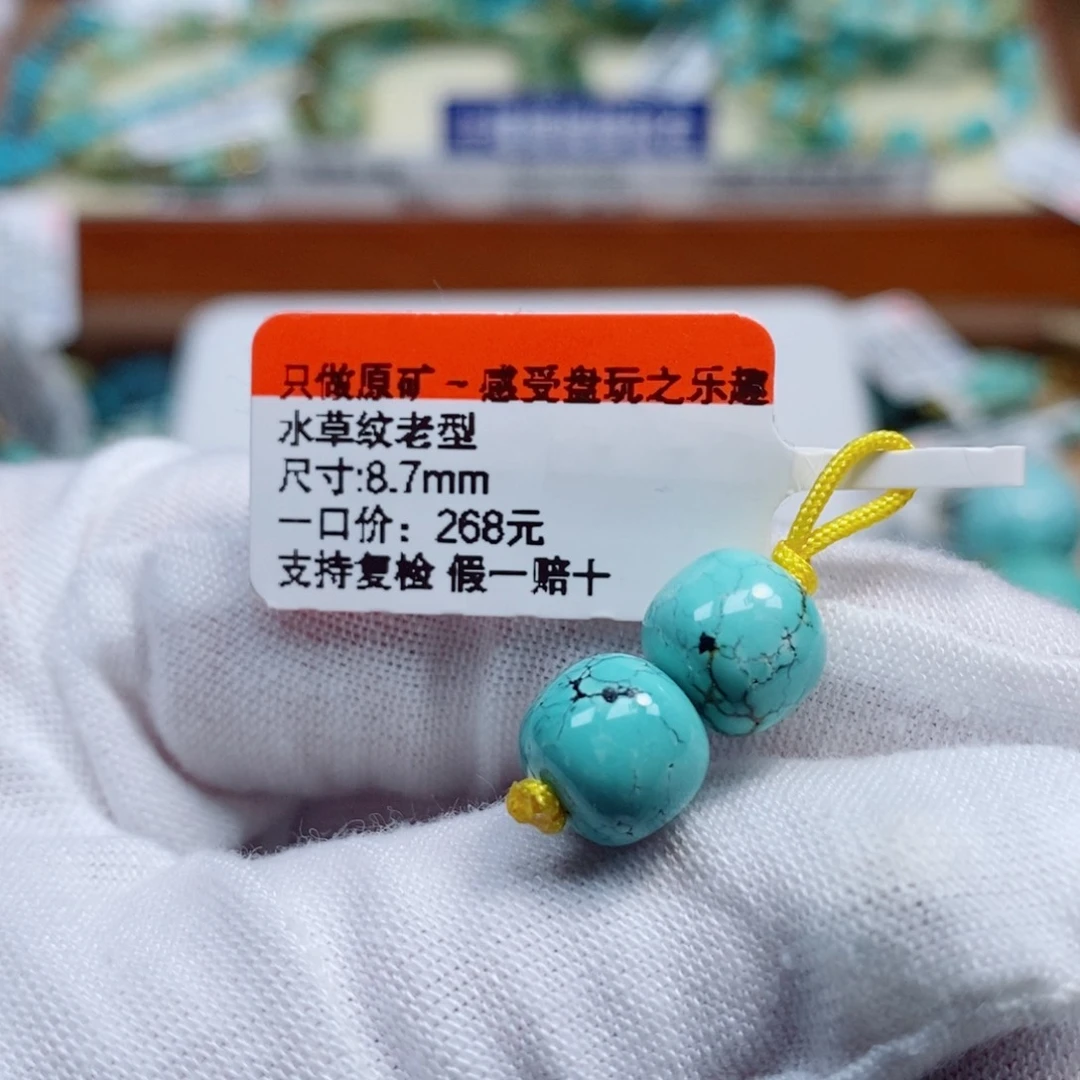 只做原矿~感受盘玩之乐趣
水草纹老型
尺寸:8.7mm
一口价：268元
支持复检 假一赔十